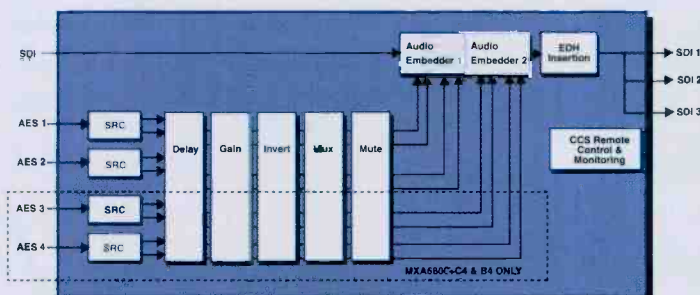 SDI
Audio Embedder 1
Audio Embedder 2
EDH Insertion
SDI 1
SDI 2
SDI 3
AES 1
SRC
AES 2
SRC
AES 3
SRC
AES 4
SRC
Delay
Gain
Invert
Mux
Mute
CCS Remote
Control &
Monitoring
MXA660C+C4 & B4 ONLY